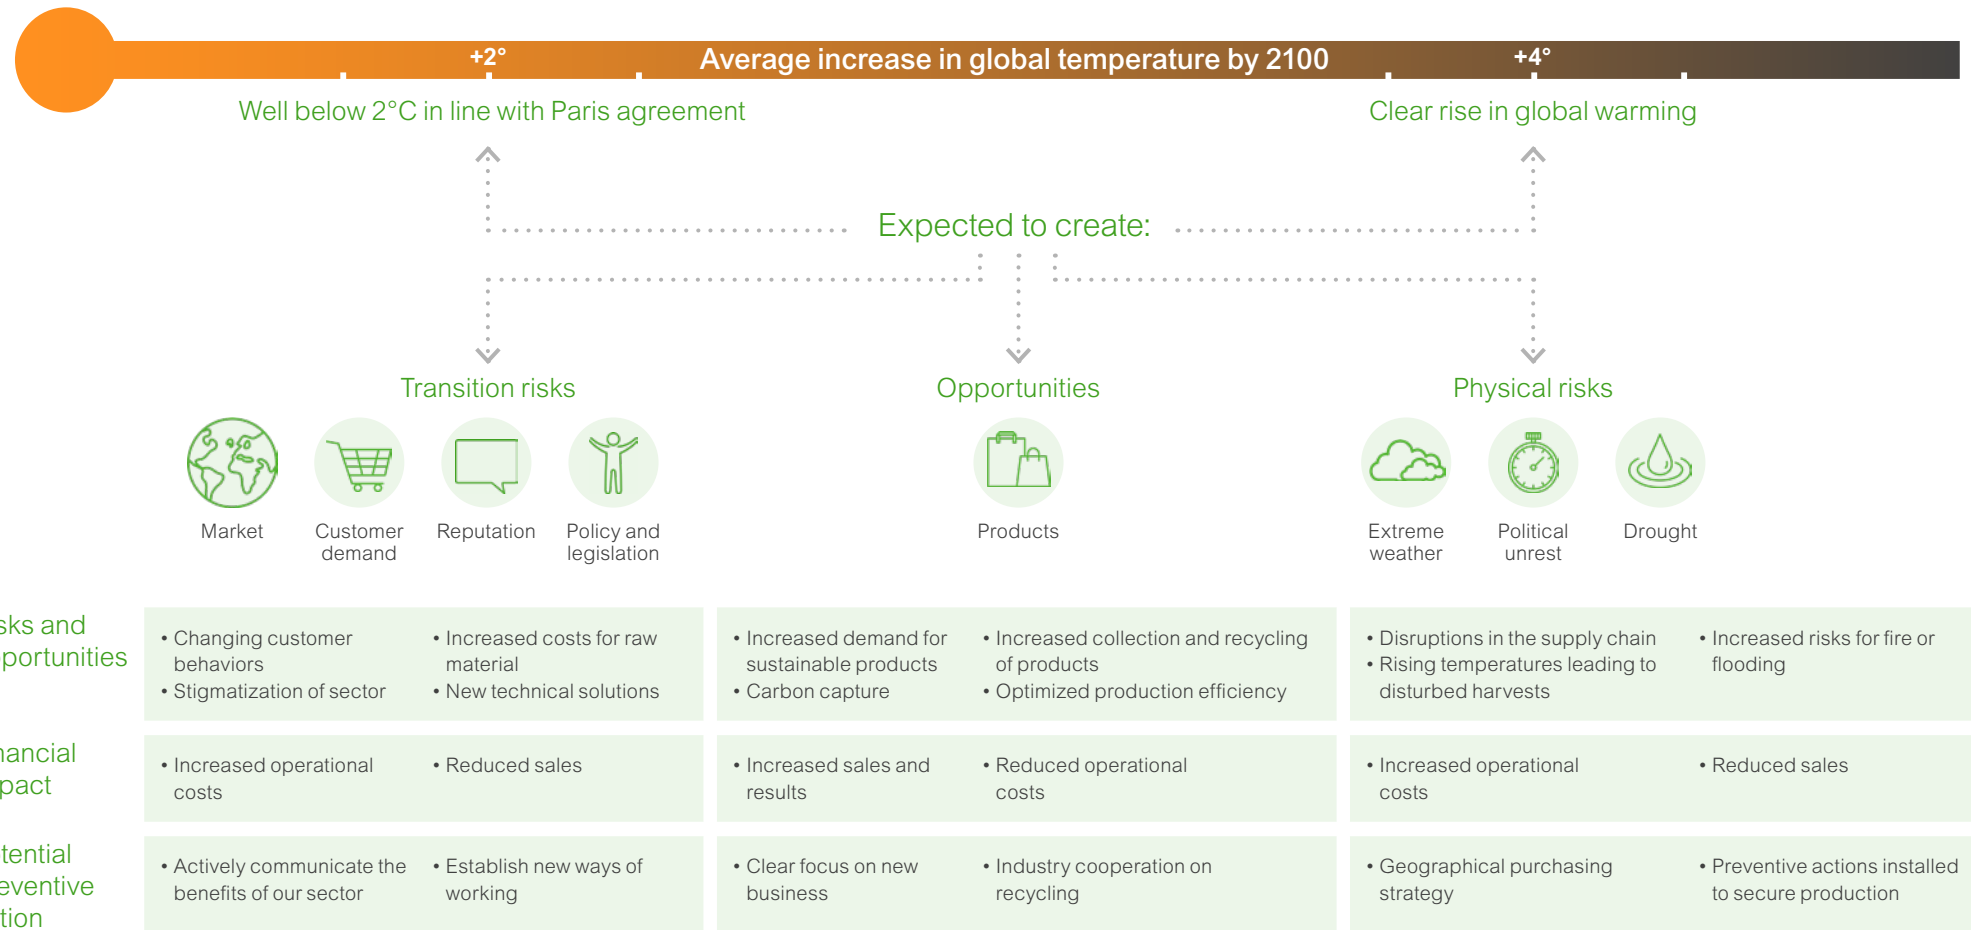 +2°
Average increase in global temperature by 2100
+4°
Well below 2°C in line with Paris agreement
Clear rise in global warming
Expected to create:
Transition risks
Opportunities
Physical risks
Market
Customer
demand
Reputation
Policy and
legislation
Products
Extreme
weather
Political
unrest
Drought
and
• Changing customer
behaviors
• Stigmatization of sector
• Increased costs for raw
material
• New technical solutions
• Increased demand for
sustainable products
• Carbon capture
• Increased collection and recycling
of products
• Optimized production efficiency
• Disruptions in the supply chain
• Rising temperatures leading to
disturbed harvests
• Increased risks for fire or
flooding
• Increased operational
costs
• Reduced sales
• Increased sales and
results
• Reduced operational
costs
• Increased operational
costs
• Reduced sales
• Actively communicate the
benefits of our sector
• Establish new ways of
working
• Clear focus on new
business
• Industry cooperation on
recycling
• Geographical purchasing
strategy
• Preventive actions installed
to secure production